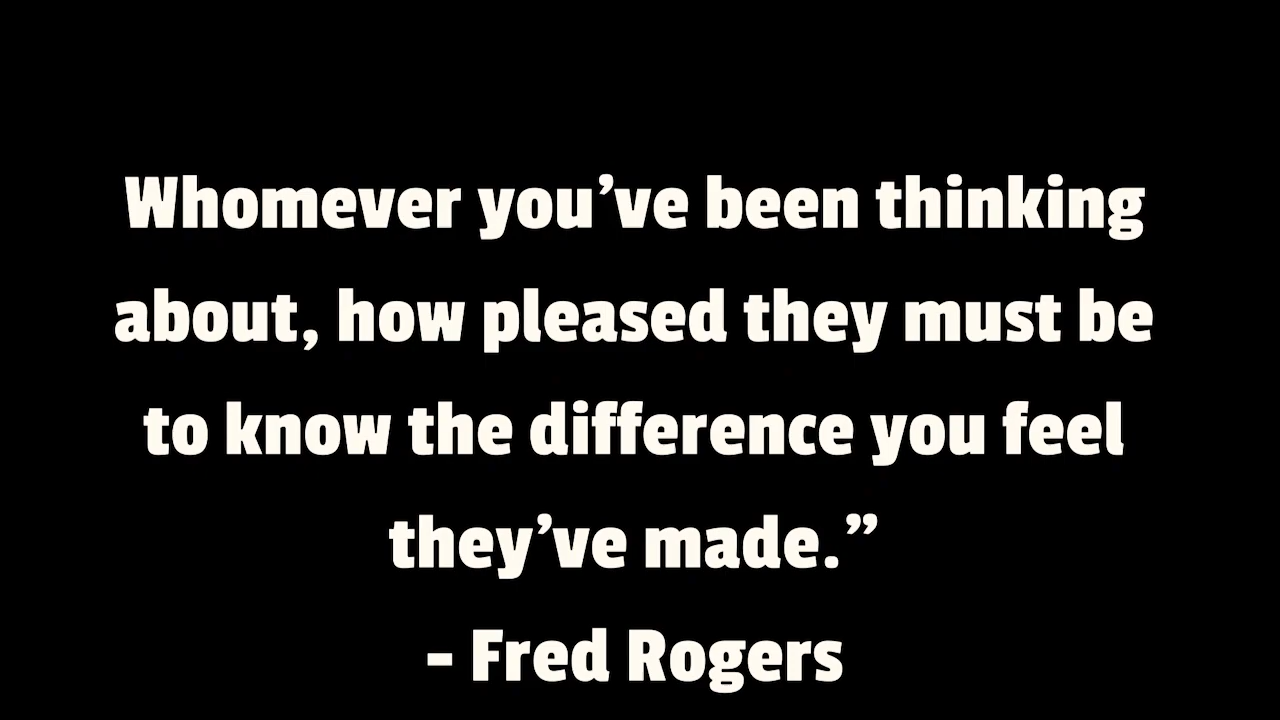 Whomever you’ve been thinking
about, how pleased they must be
to know the difference you feel
they’ve made.”
- Fred Rogers